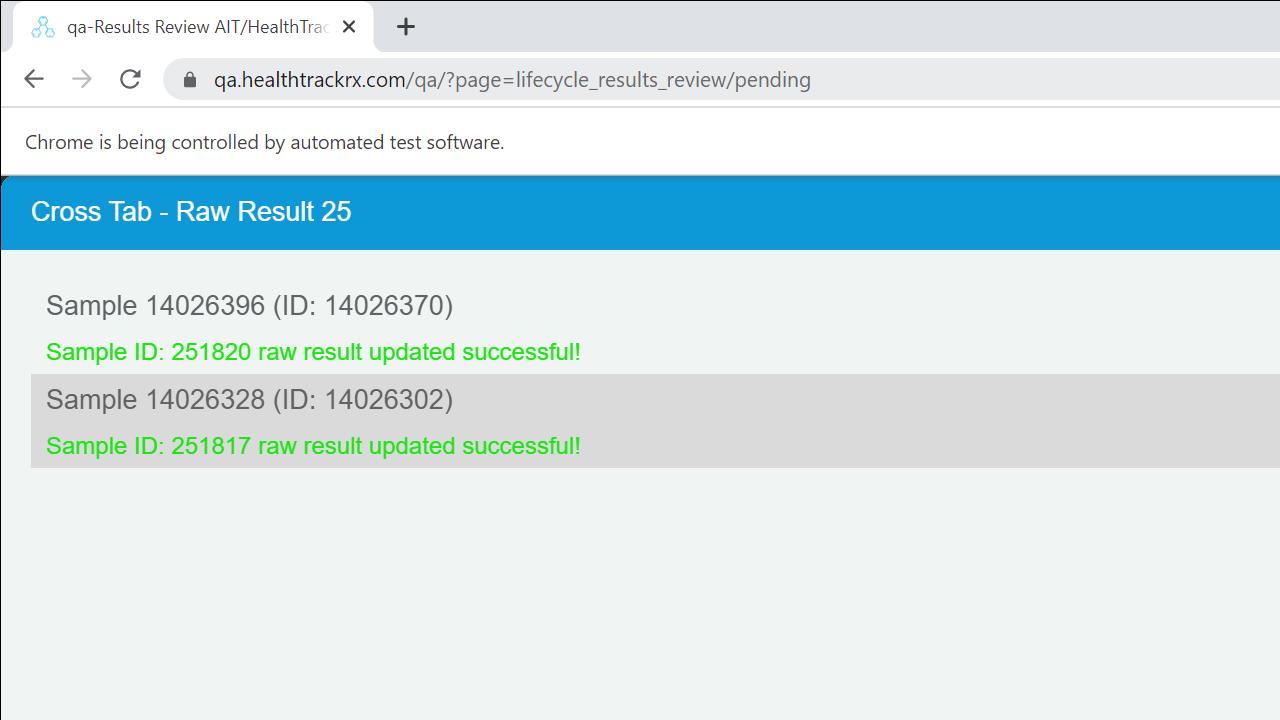 qa-Results Review AIT/HealthTrac
qa.healthtrackrx.com/qa/?page=lifecycle_results_review/pending
Chrome is being controlled by automated test software.
Cross Tab - Raw Result 25
Sample 14026396 (ID: 14026370)
Sample ID: 251820 raw result updated successful!
Sample 14026328 (ID: 14026302)
Sample ID: 251817 raw result updated successful!